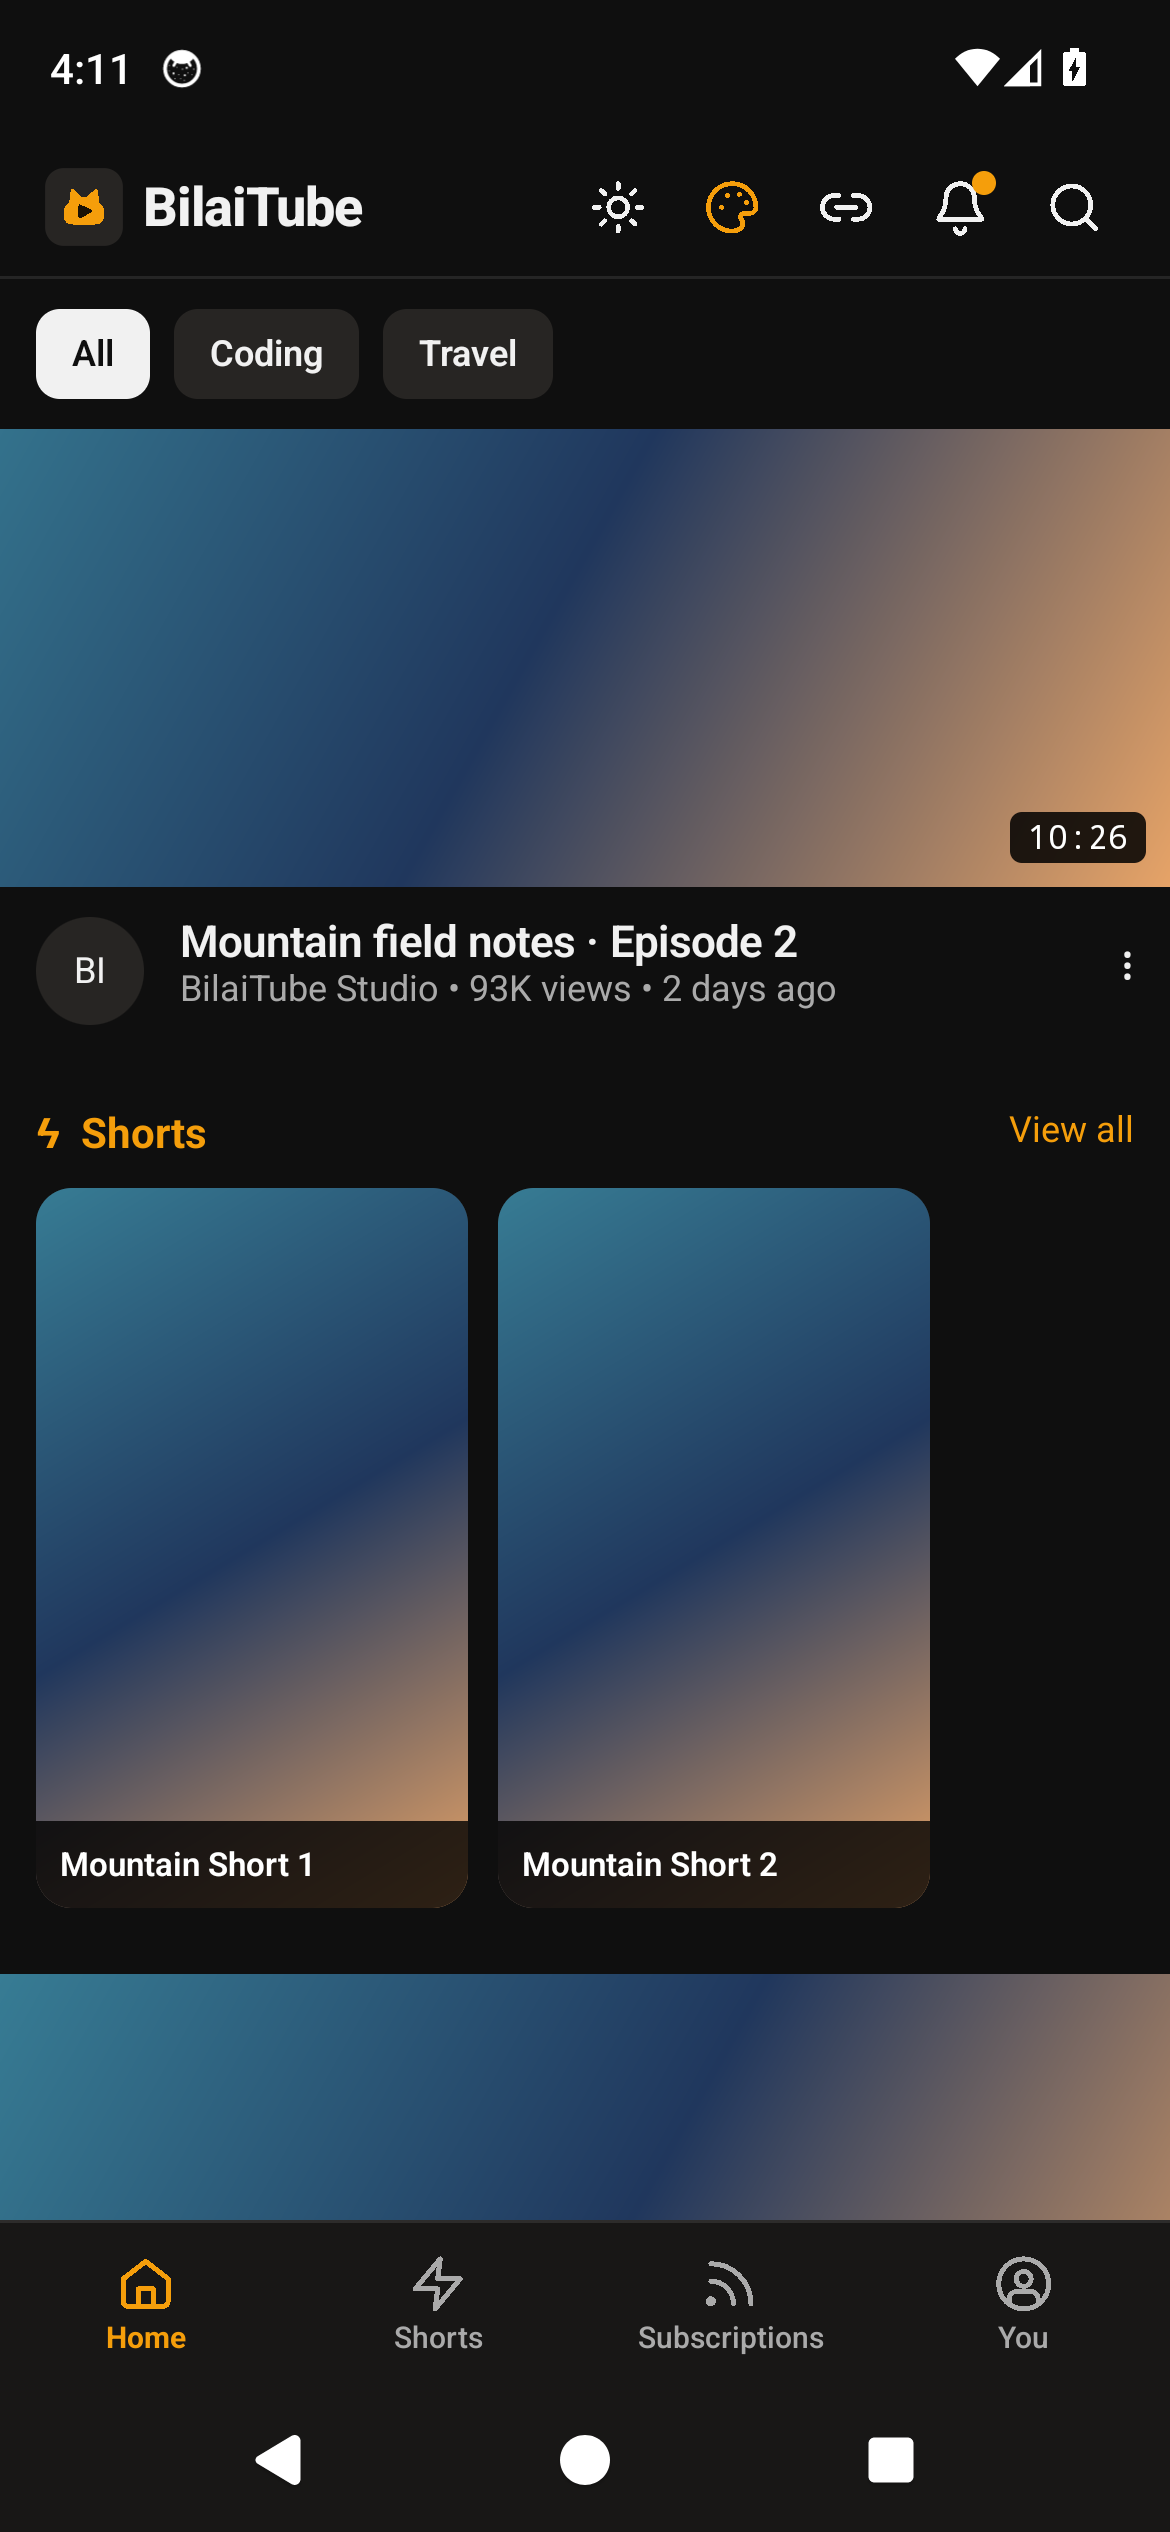 4:11
BilaiTube
All
Coding
Travel
10:26
BI
Mountain field notes · Episode 2
BilaiTube Studio • 93K views • 2 days ago
Shorts
View all
Mountain Short 1
Mountain Short 2
Home
Shorts
Subscriptions
You